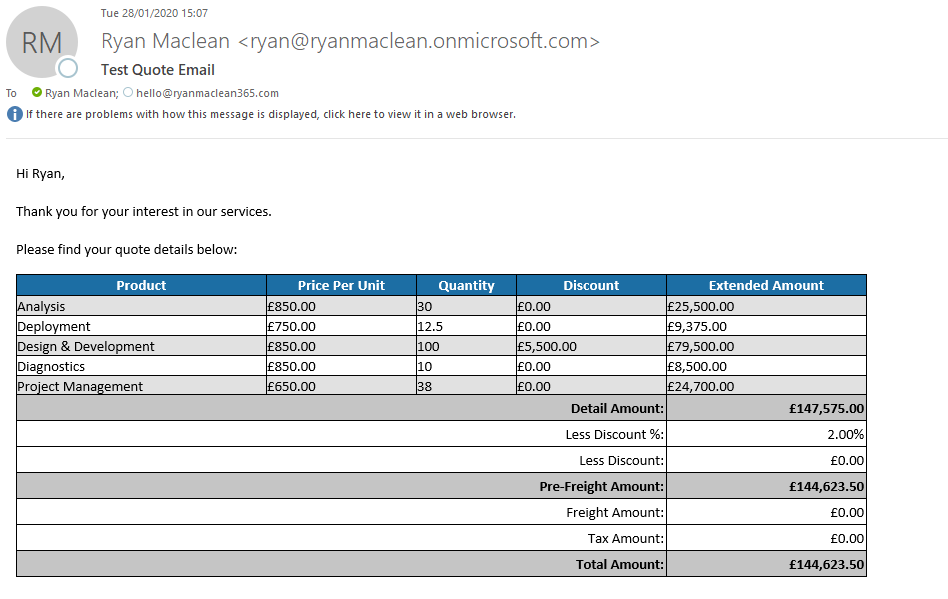 Tue 28/01/2020 15:07
RM
Ryan Maclean <ryan@ryanmaclean.onmicrosoft.com>
Test Quote Email
To Ryan Maclean; hello@ryanmaclean365.com
If there are problems with how this message is displayed, click here to view it in a web browser.
Hi Ryan,
Thank you for your interest in our services.
Please find your quote details below:
Product Price Per Unit Quantity Discount Extended Amount
Analysis £850.00 30 £0.00 £25,500.00
Deployment £750.00 12.5 £0.00 £9,375.00
Design & Development £850.00 100 £5,500.00 £79,500.00
Diagnostics £850.00 10 £0.00 £8,500.00
Project Management £650.00 38 £0.00 £24,700.00
Detail Amount: £147,575.00
Less Discount %: 2.00%
Less Discount: £0.00
Pre-Freight Amount: £144,623.50
Freight Amount: £0.00
Tax Amount: £0.00
Total Amount: £144,623.50